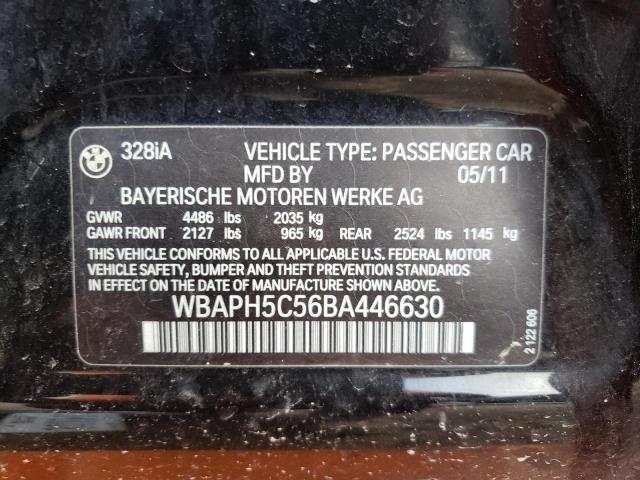 328iA VEHICLE TYPE: PASSENGER CAR
MFD BY 05/11
BAYERISCHE MOTOREN WERKE AG
GVWR 4486 lbs 2035 kg
GAWR FRONT 2127 lbs 965 kg REAR 2524 lbs 1145 kg
THIS VEHICLE CONFORMS TO ALL APPLICABLE U.S. FEDERAL MOTOR
VEHICLE SAFETY, BUMPER AND THEFT PREVENTION STANDARDS
IN EFFECT ON THE DATE OF MANUFACTURE SHOWN ABOVE.
WBAPH5C56BA446630
2 122 606